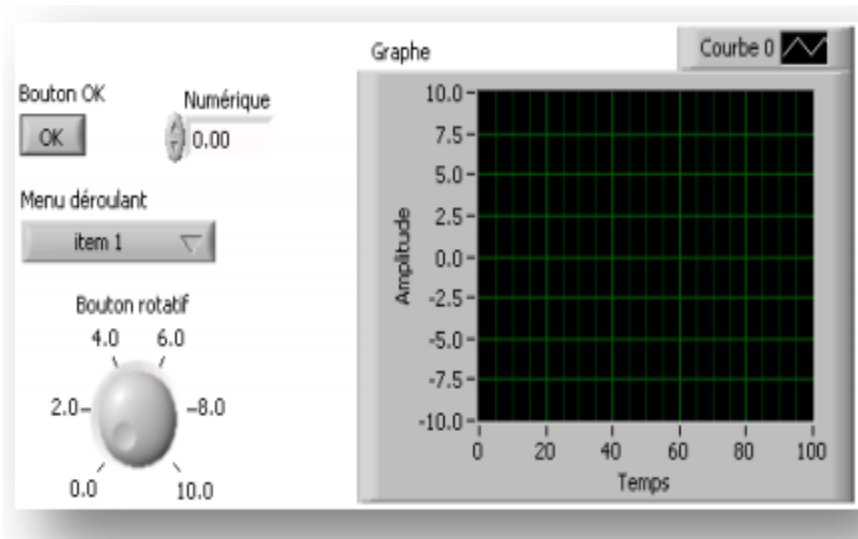 Bouton OK
OK
Numérique
0.00
Menu déroulant
item 1
Bouton rotatif
4.0 6.0
2.0 8.0
0.0 10.0
Graphe
Courbe 0
10.0
7.5
5.0
2.5
0.0
-2.5
-5.0
-7.5
-10.0
Amplitude
0 20 40 60 80 100
Temps